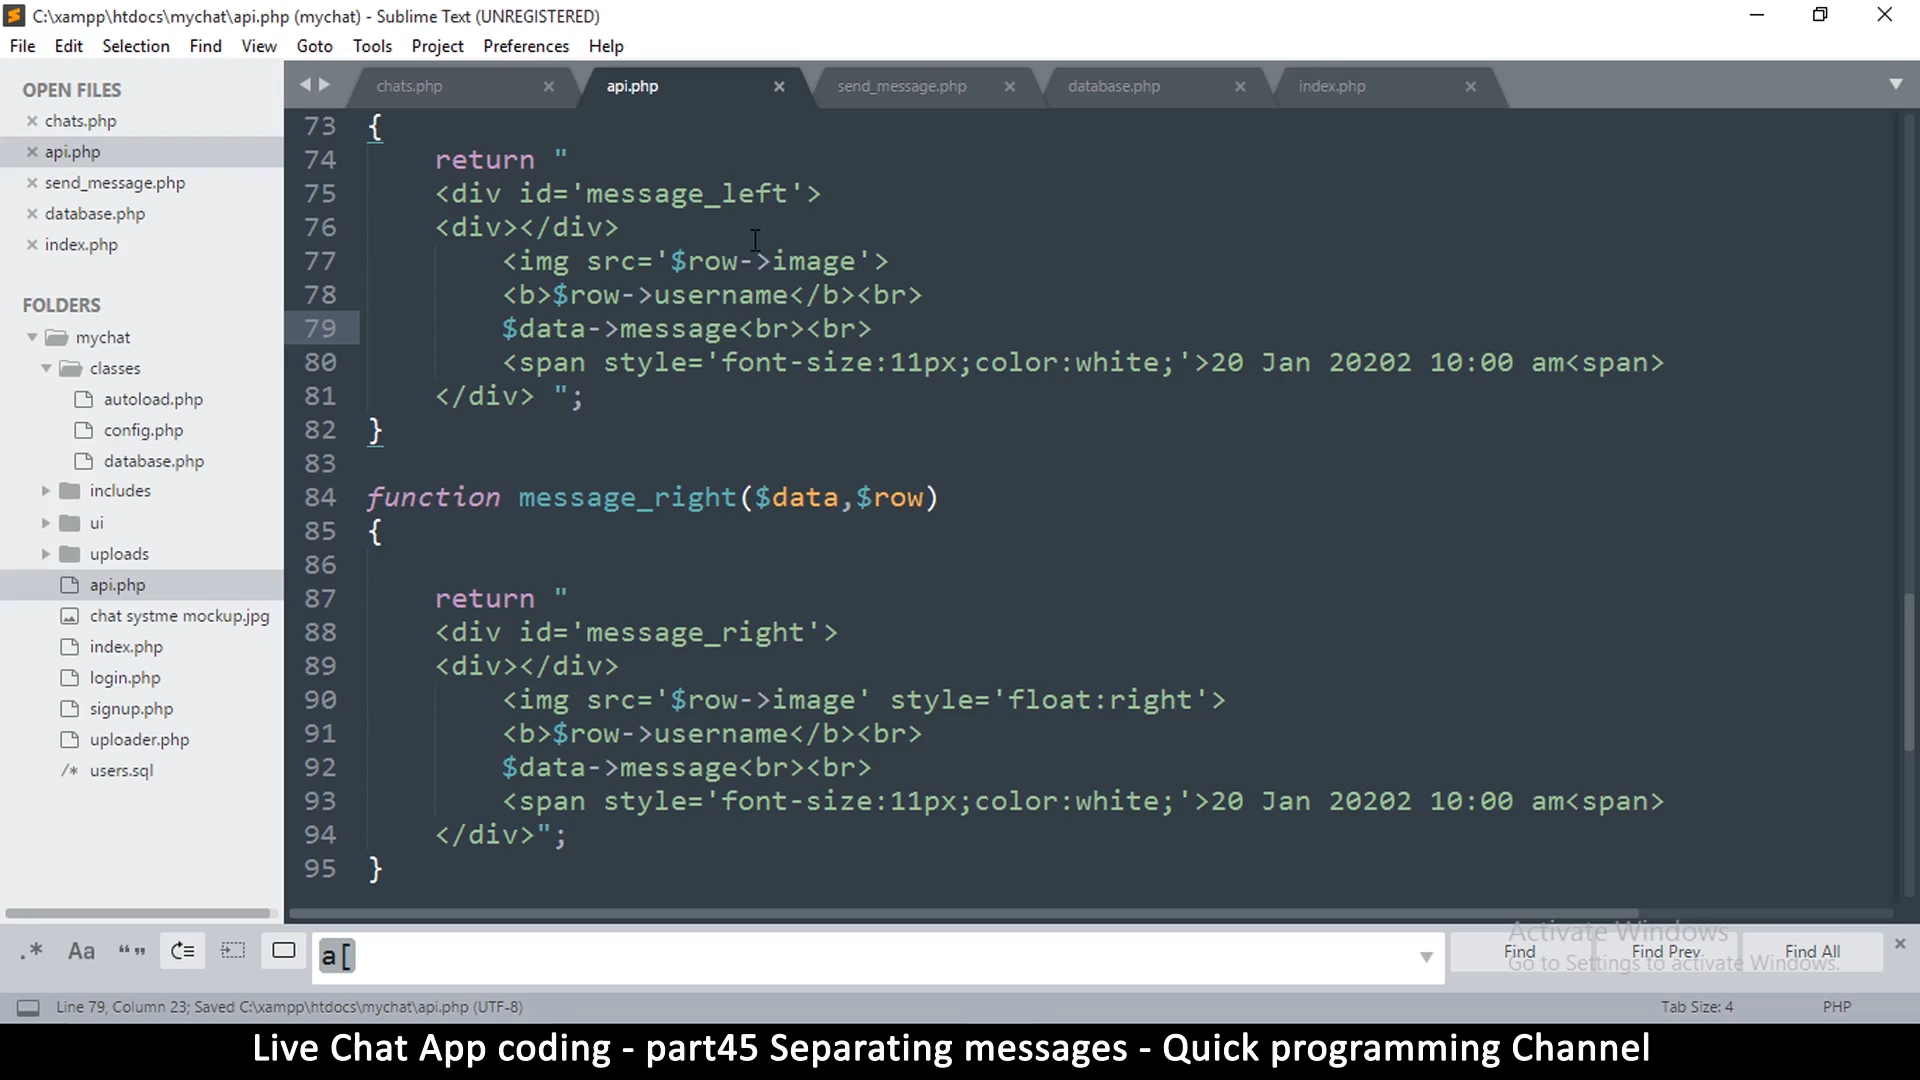 C:\xampp\htdocs\mychat\api.php (mychat) - Sublime Text (UNREGISTERED)
File Edit Selection Find View Goto Tools Project Preferences Help
OPEN FILES
chats.php
api.php
send_message.php
database.php
index.php
FOLDERS
mychat
classes
autoload.php
config.php
database.php
includes
ui
uploads
api.php
chat systme mockup.jpg
index.php
login.php
signup.php
uploader.php
/* users.sql
chats.php api.php send_message.php database.php index.php
73 {
74 return "
75 <div id='message_left'>
76 <div></div>
77 <img src='$row->image'>
78 <b>$row->username</b><br>
79 $data->message<br><br>
80 <span style='font-size:11px;color:white;'>20 Jan 20202 10:00 am<span>
81 </div> ";
82 }
83
84 function message_right($data,$row)
85 {
86
87 return "
88 <div id='message_right'>
89 <div></div>
90 <img src='$row->image' style='float:right'>
91 <b>$row->username</b><br>
92 $data->message<br><br>
93 <span style='font-size:11px;color:white;'>20 Jan 20202 10:00 am<span>
94 </div>";
95 }
.* Aa “ ” a[ Find Find Prev Find All
Activate Windows
Go to Settings to activate Windows.
Line 79, Column 23; Saved C:\xampp\htdocs\mychat\api.php (UTF-8) Tab Size: 4 PHP
Live Chat App coding - part45 Separating messages - Quick programming Channel